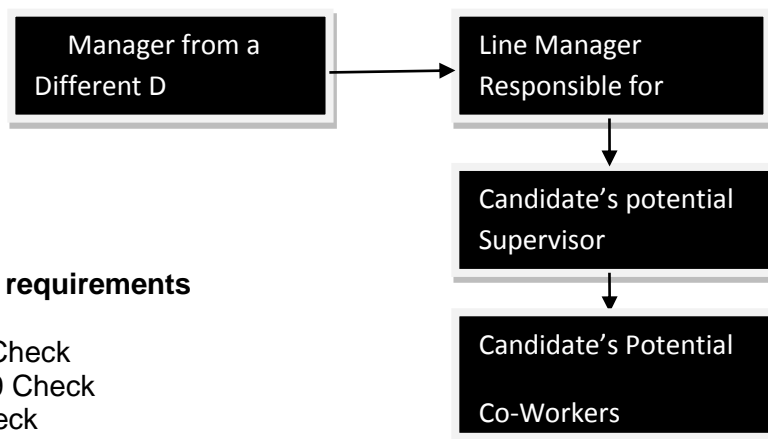 Manager from a
Different D
Line Manager
Responsible for
Candidate’s potential
Supervisor
Candidate’s Potential
Co-Workers
requirements
Check
Check